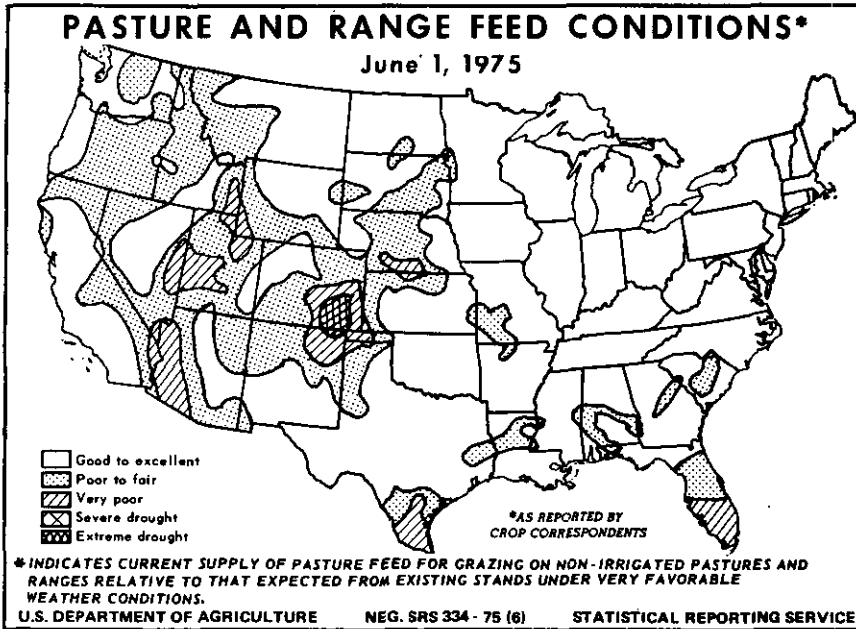 PASTURE AND RANGE FEED CONDITIONS*
June 1, 1975
Good to excellent
Poor to fair
Very poor
Severe drought
Extreme drought
*AS REPORTED BY
CROP CORRESPONDENTS
*INDICATES CURRENT SUPPLY OF PASTURE FEED FOR GRAZING ON NON-IRRIGATED PASTURES AND
RANGES RELATIVE TO THAT EXPECTED FROM EXISTING STANDS UNDER VERY FAVORABLE
WEATHER CONDITIONS.
U.S. DEPARTMENT OF AGRICULTURE NEG. SRS 334-75 (6) STATISTICAL REPORTING SERVICE